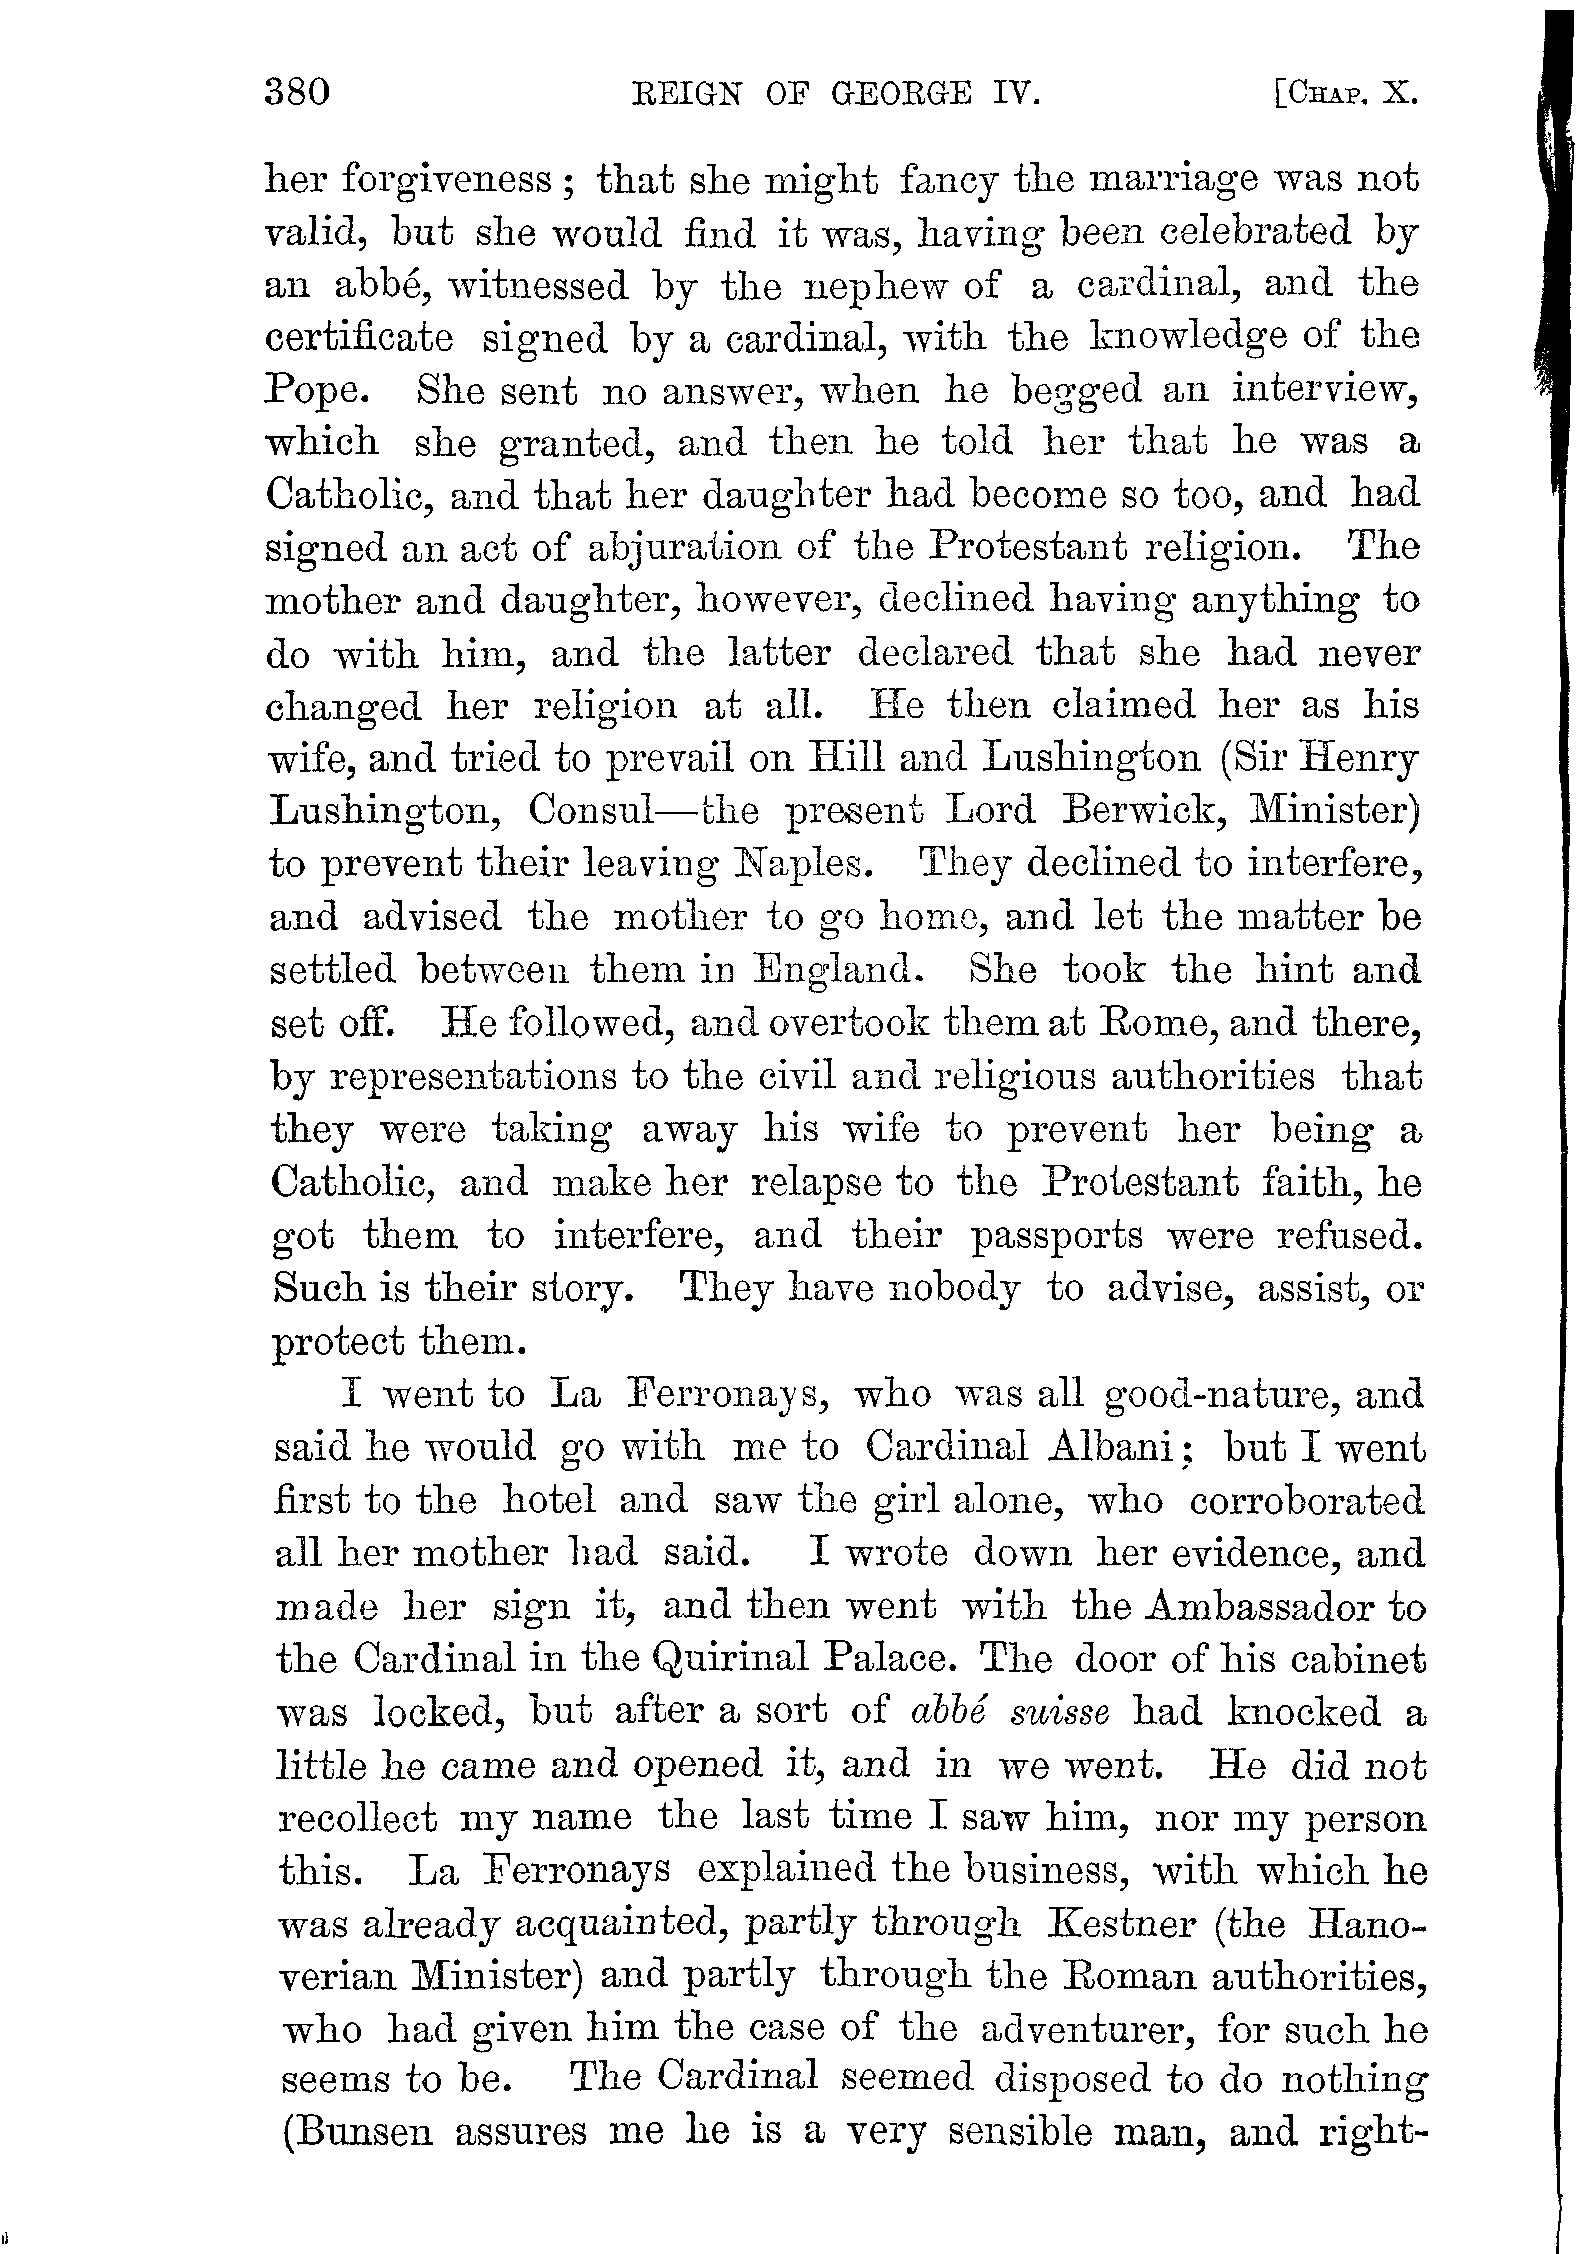 380 REIGN OF GEORGE IV. [CHAP. X.
her forgiveness; that she might fancy the marriage was not
valid, but she would find it was, having been celebrated by
an abbé, witnessed by the nephew of a cardinal, and the
certificate signed by a cardinal, with the knowledge of the
Pope. She sent no answer, when he begged an interview,
which she granted, and then he told her that he was a
Catholic, and that her daughter had become so too, and had
signed an act of abjuration of the Protestant religion. The
mother and daughter, however, declined having anything to
do with him, and the latter declared that she had never
changed her religion at all. He then claimed her as his
wife, and tried to prevail on Hill and Lushington (Sir Henry
Lushington, Consul—the present Lord Berwick, Minister)
to prevent their leaving Naples. They declined to interfere,
and advised the mother to go home, and let the matter be
settled between them in England. She took the hint and
set off. He followed, and overtook them at Rome, and there,
by representations to the civil and religious authorities that
they were taking away his wife to prevent her being a
Catholic, and make her relapse to the Protestant faith, he
got them to interfere, and their passports were refused.
Such is their story. They have nobody to advise, assist, or
protect them.
I went to La Ferronays, who was all good-nature, and
said he would go with me to Cardinal Albani; but I went
first to the hotel and saw the girl alone, who corroborated
all her mother had said. I wrote down her evidence, and
made her sign it, and then went with the Ambassador to
the Cardinal in the Quirinal Palace. The door of his cabinet
was locked, but after a sort of abbé suisse had knocked a
little he came and opened it, and in we went. He did not
recollect my name the last time I saw him, nor my person
this. La Ferronays explained the business, with which he
was already acquainted, partly through Kestner (the Hano-
verian Minister) and partly through the Roman authorities,
who had given him the case of the adventurer, for such he
seems to be. The Cardinal seemed disposed to do nothing
(Bunsen assures me he is a very sensible man, and right-